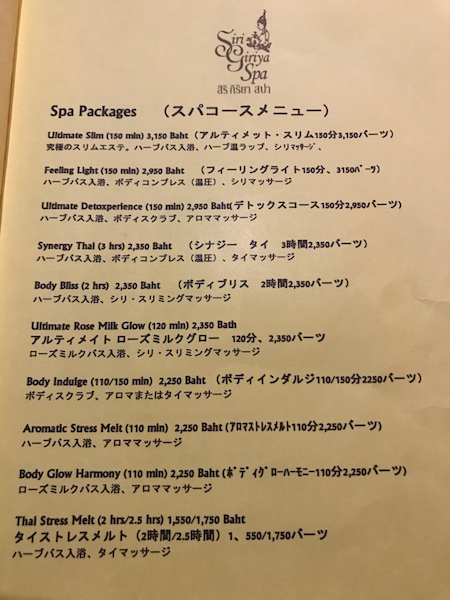 Siri
Giriya
Spa
สิริ กิริยา สปา
Spa Packages （スパコースメニュー）
Ultimate Slim (150 min) 3,150 Baht （アルティメット・スリム150分3,150バーツ）
究極のスリムエステ。ハーブバス入浴、ハーブ温ラップ、シリﾏｯｻｰｼﾞ、
Feeling Light (150 min) 2,950 Baht （フィーリングライト150分、3150ﾊﾞｰﾂ）
ハーブバス入浴、ボディコンプレス（温圧）、シリマッサージ
Ultimate Detoxperience (150 min) 2,950 Baht(デトックスコース150分2,950バーツ)
ハーブバス入浴、ボディスクラブ、アロママッサージ
Synergy Thai (3 hrs) 2,350 Baht （シナジー タイ 3時間2,350バーツ）
ハーブバス入浴、ボディコンプレス（温圧）、タイマッサージ
Body Bliss (2 hrs) 2,350 Baht （ボディブリス 2時間2,350バーツ）
ハーブバス入浴、シリ・スリミングマッサージ
Ultimate Rose Milk Glow (120 min) 2,350 Bath
アルティメイト ローズミルクグロー 120分、2,350バーツ
ローズミルクバス入浴、シリ・スリミングマッサージ
Body Indulge (110/150 min) 2,250 Baht （ボディインダルジ110/150分2250バーツ）
ボディスクラブ、アロマまたはタイマッサージ
Aromatic Stress Melt (110 min) 2,250 Baht (ｱﾛﾏｽﾄﾚｽﾒﾙﾄ110分2,250バーツ)
ハーブバス入浴、アロママッサージ
Body Glow Harmony (110 min) 2,250 Baht (ﾎﾞﾃﾞｨｸﾞﾛｰﾊｰﾓﾆｰ110分2,250バーツ)
ローズミルクバス入浴、アロママッサージ
Thai Stress Melt (2 hrs/2.5 hrs) 1,550/1,750 Baht
タイストレスメルト（2時間/2.5時間）1、550/1,750バーツ
ハーブバス入浴、タイマッサージ